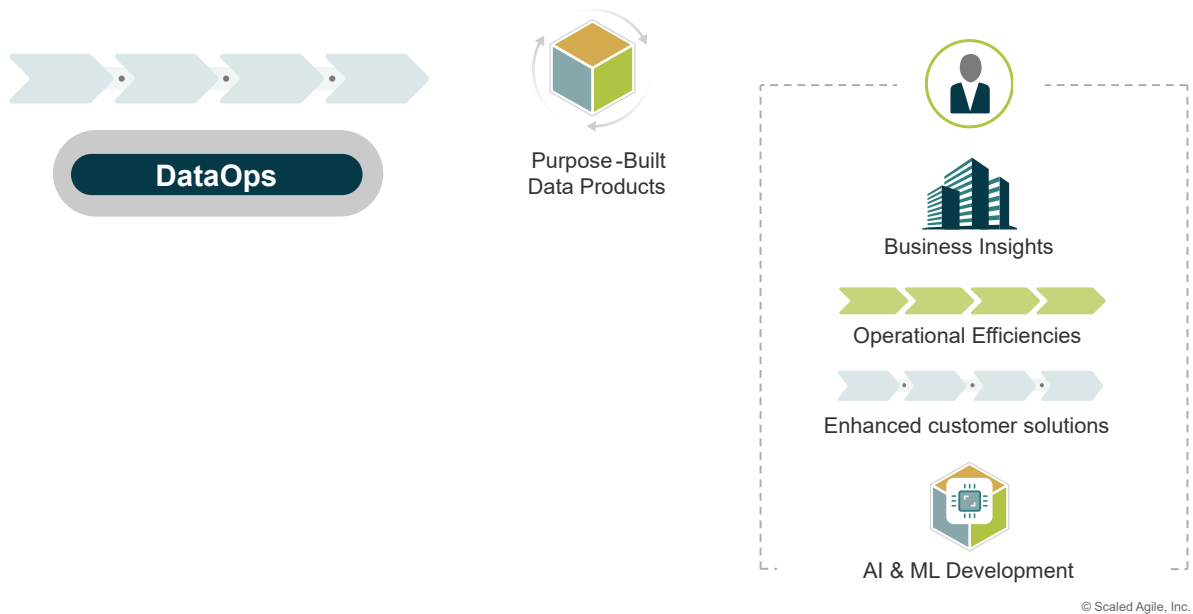 DataOps
Purpose-Built
Data Products
Business Insights
Operational Efficiencies
Enhanced customer solutions
AI & ML Development
© Scaled Agile, Inc.